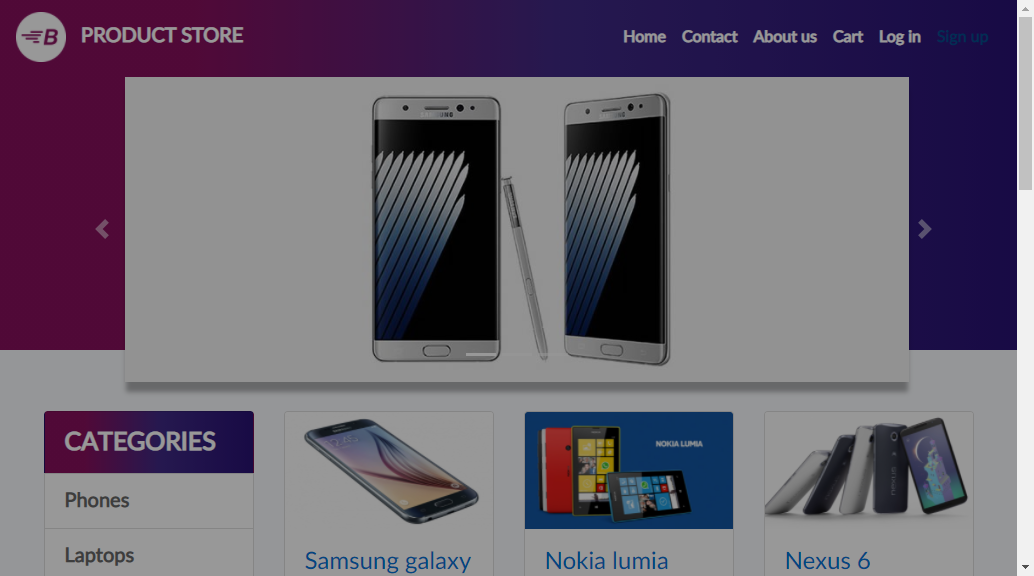 B
PRODUCT STORE
Home Contact About us Cart Log in Sign up
SAMSUNG
CATEGORIES
Phones
Laptops
NOKIA LUMIA
Samsung galaxy
Nokia lumia
Nexus 6